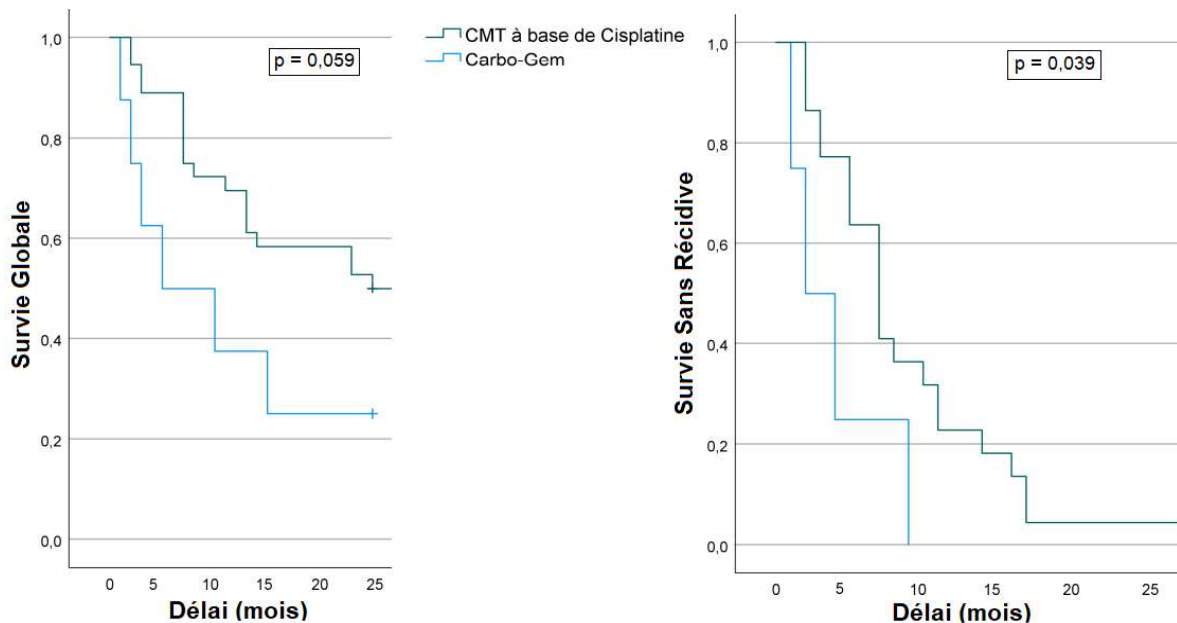 CMT à base de Cisplatine
Carbo-Gem
p = 0,059
Survie Globale
1,0
0,8
0,6
0,4
0,2
0,0
0 5 10 15 20 25
Délai (mois)
p = 0,039
Survie Sans Récidive
1,0
0,8
0,6
0,4
0,2
0,0
0 5 10 15 20 25
Délai (mois)